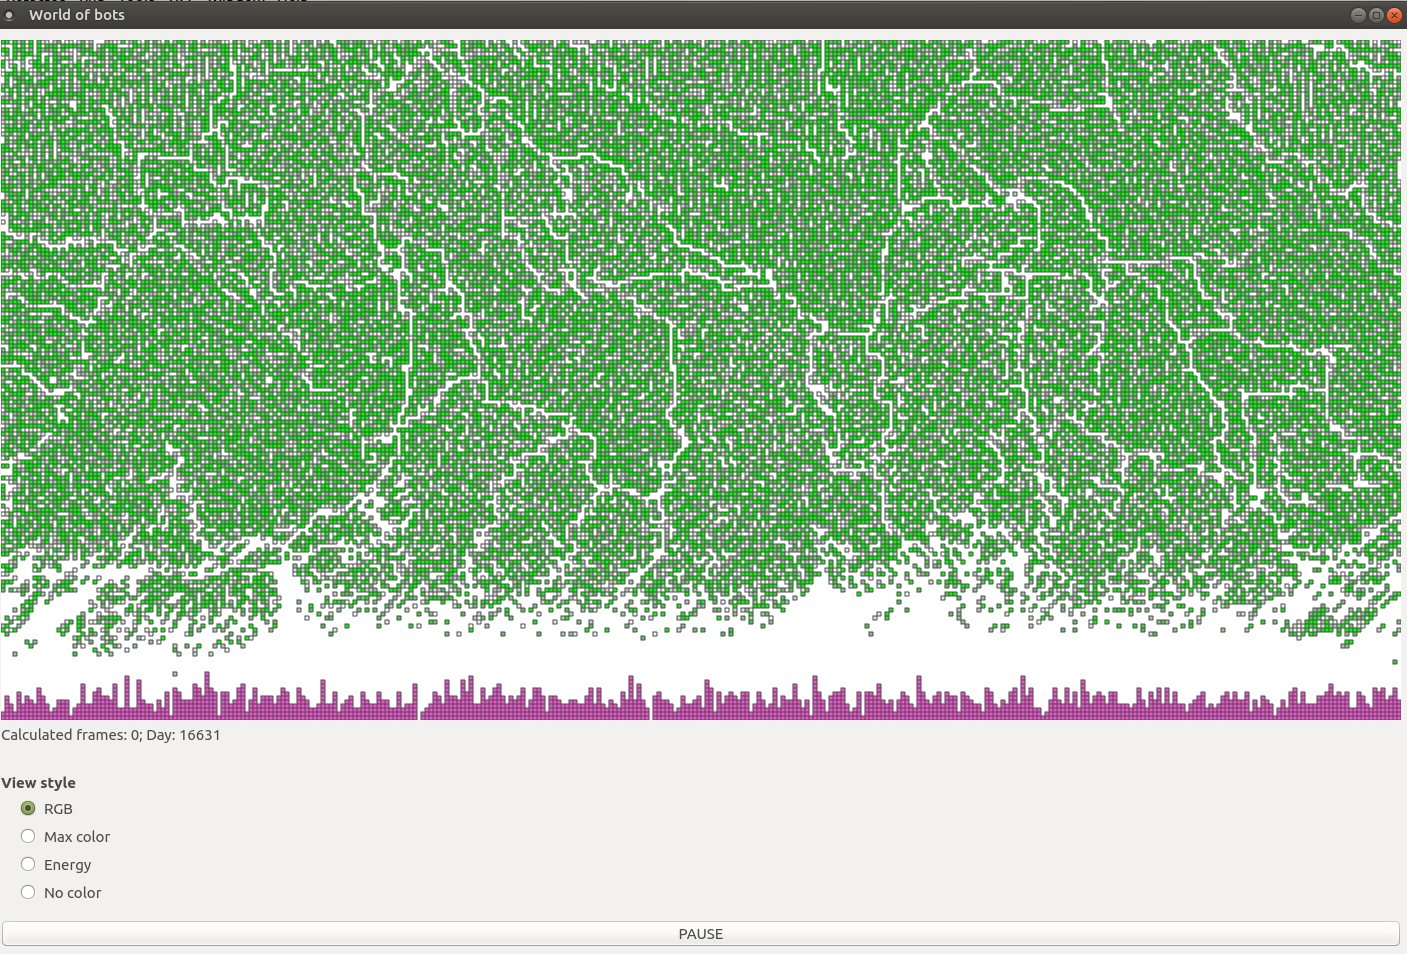 World of bots
Calculated frames: 0; Day: 16631
View style
RGB
Max color
Energy
No color
PAUSE